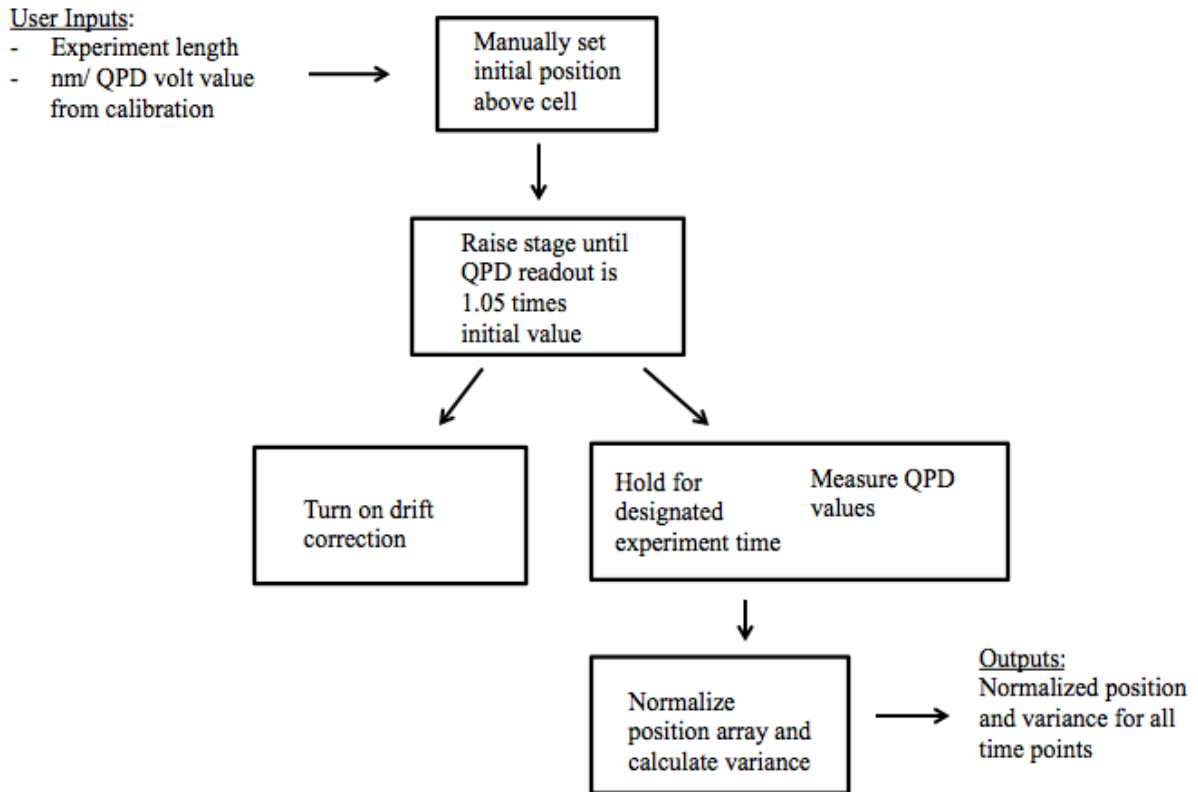 User Inputs:
- Experiment length
- nm/ QPD volt value
from calibration
Manually set
initial position
above cell
Raise stage until
QPD readout is
1.05 times
initial value
Turn on drift
correction
Hold for
designated
experiment time
Measure QPD
values
Normalize
position array and
calculate variance
Outputs:
Normalized position
and variance for all
time points